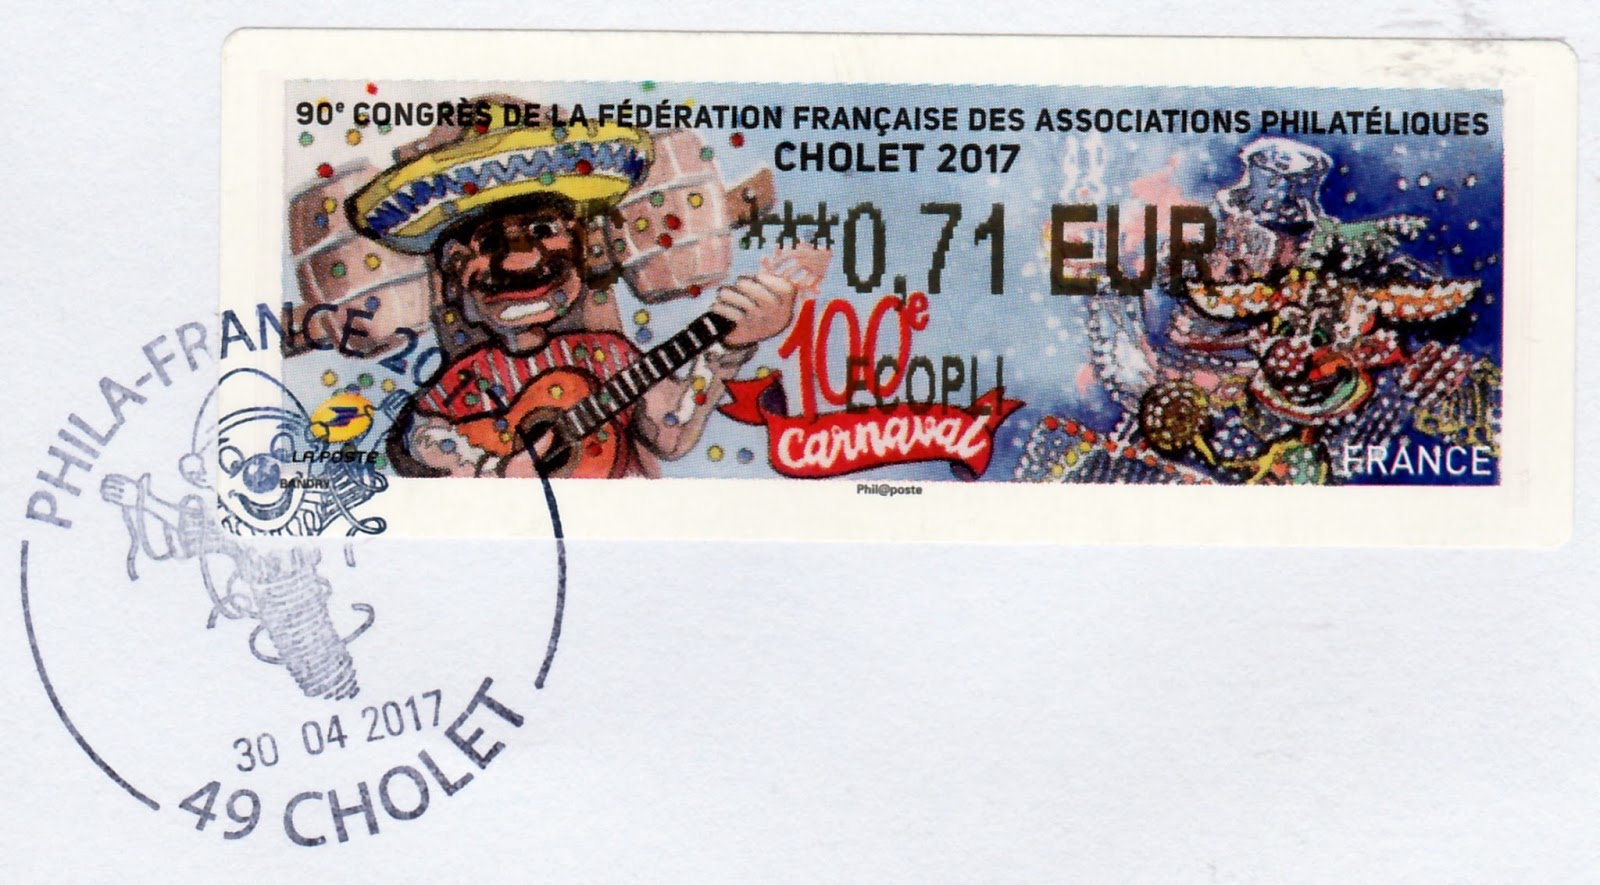 90e CONGRÈS DE LA FÉDÉRATION FRANÇAISE DES ASSOCIATIONS PHILATÉLIQUES
CHOLET 2017
***0,71 EUR
100e
ECOPLI
carnaval
FRANCE
LA POSTE
BANDRY
Phil@poste
PHILA-FRANCE 2017
30 04 2017
49 CHOLET